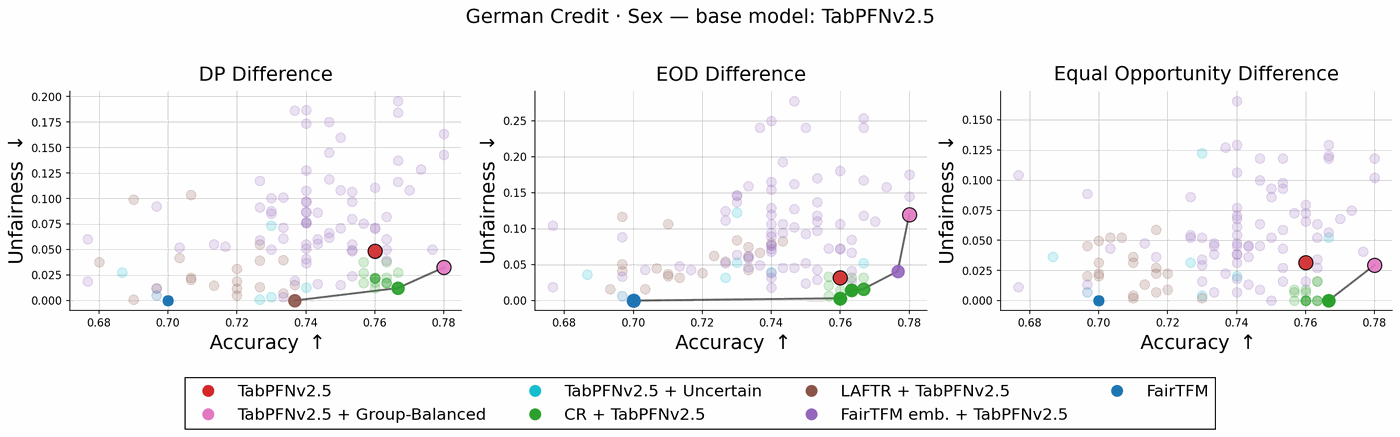 German Credit · Sex — base model: TabPFNv2.5
DP Difference
EOD Difference
Equal Opportunity Difference
Unfairness ↓
0.200
0.175
0.150
0.125
0.100
0.075
0.050
0.025
0.000
0.68 0.70 0.72 0.74 0.76 0.78
Accuracy ↑
Unfairness ↓
0.25
0.20
0.15
0.10
0.05
0.00
0.68 0.70 0.72 0.74 0.76 0.78
Accuracy ↑
Unfairness ↓
0.150
0.125
0.100
0.075
0.050
0.025
0.000
0.68 0.70 0.72 0.74 0.76 0.78
Accuracy ↑
TabPFNv2.5
TabPFNv2.5 + Group-Balanced
TabPFNv2.5 + Uncertain
CR + TabPFNv2.5
LAFTR + TabPFNv2.5
FairTFM emb. + TabPFNv2.5
FairTFM